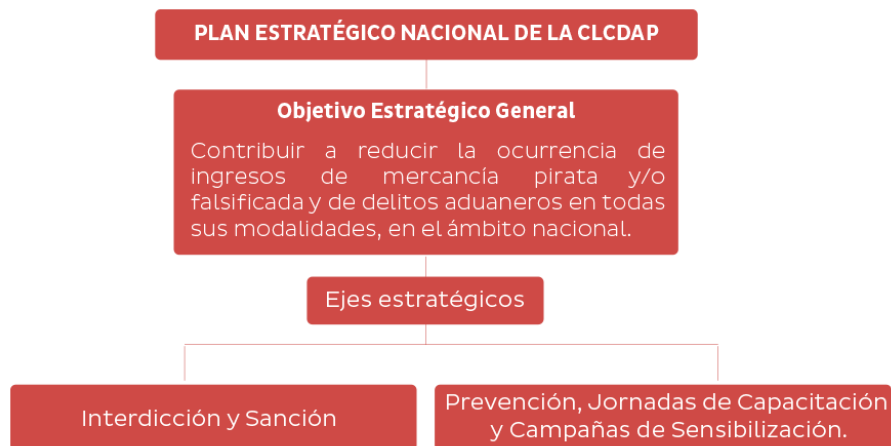 PLAN ESTRATÉGICO NACIONAL DE LA CLCDAP
Objetivo Estratégico General
Contribuir a reducir la ocurrencia de
ingresos de mercancía pirata y/o
falsificada y de delitos aduaneros en todas
sus modalidades, en el ámbito nacional.
Ejes estratégicos
Interdicción y Sanción
Prevención, Jornadas de Capacitación
y Campañas de Sensibilización.